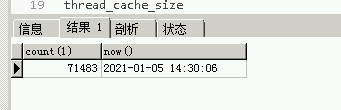 19 thread_cache_size
信息 结果 1 剖析 状态
count(1) now()
71483 2021-01-05 14:30:06